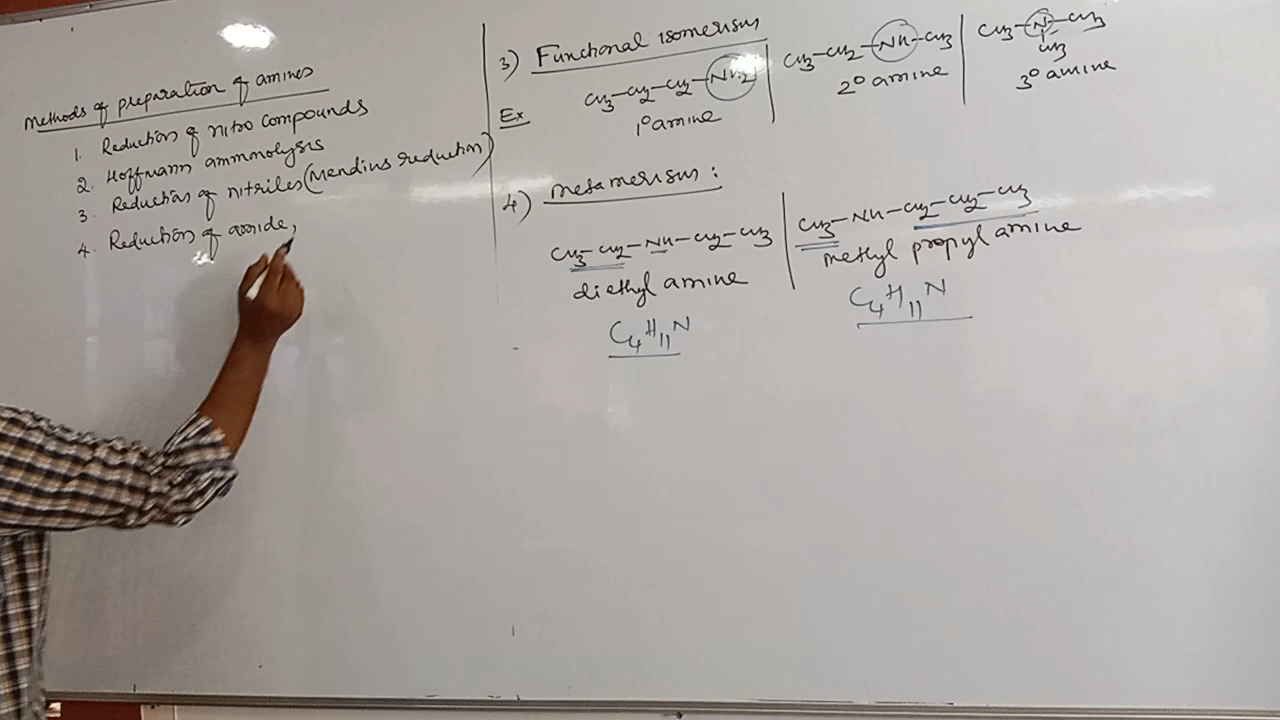 Methods of preparation of amines
1. Reduction of nitro compounds
2. Hoffmann ammonolysis
3. Reduction of nitriles (Mendius reduction)
4. Reduction of amide,
3) Functional isomerism
Ex CH3-CH2-CH2-NH2
1° amine
CH3-CH2-NH-CH3
2° amine
CH3-N-CH3
CH3
3° amine
4) metamerism :
CH3-CH2-NH-CH2-CH3
diethyl amine
C4H11N
CH3-NH-CH2-CH2-CH3
methyl propyl amine
C4H11N